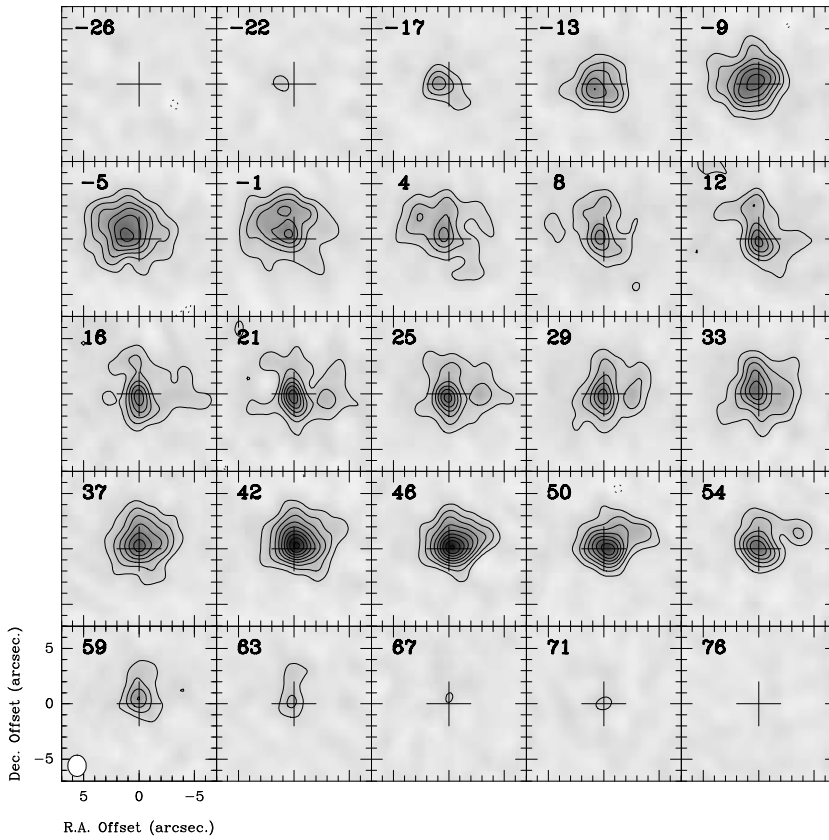 -26 -22 -17 -13 -9
-5 -1 4 8 12
16 21 25 29 33
37 42 46 50 54
59 63 67 71 76
5
0
-5
Dec. Offset (arcsec.)
5 0 -5
R.A. Offset (arcsec.)